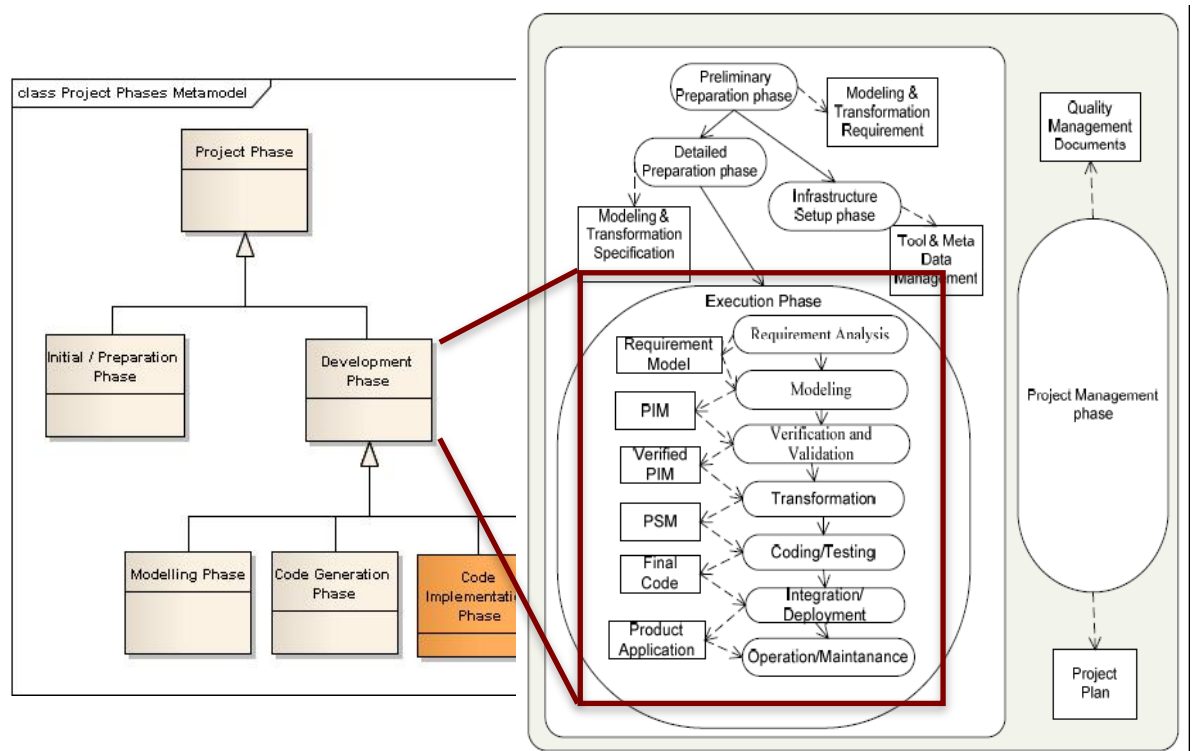 class Project Phases Metamodel
Project Phase
Initial / Preparation
Phase
Development
Phase
Modelling Phase
Code Generation
Phase
Code
Phase
Preliminary
Preparation phase
Modeling &
Transformation
Requirement
Detailed
Preparation phase
Infrastructure
Setup phase
Modeling &
Transformation
Specification
Tool & Meta
Data
Management
Execution Phase
Requirement Analysis
Requirement
Model
Modeling
PIM
Verification and
Validation
Verified
PIM
Transformation
PSM
Coding/Testing
Final
Code
Integration/
Deployment
Product
Application
Operation/Maintanance
Quality
Management
Documents
Project Management
phase
Project
Plan